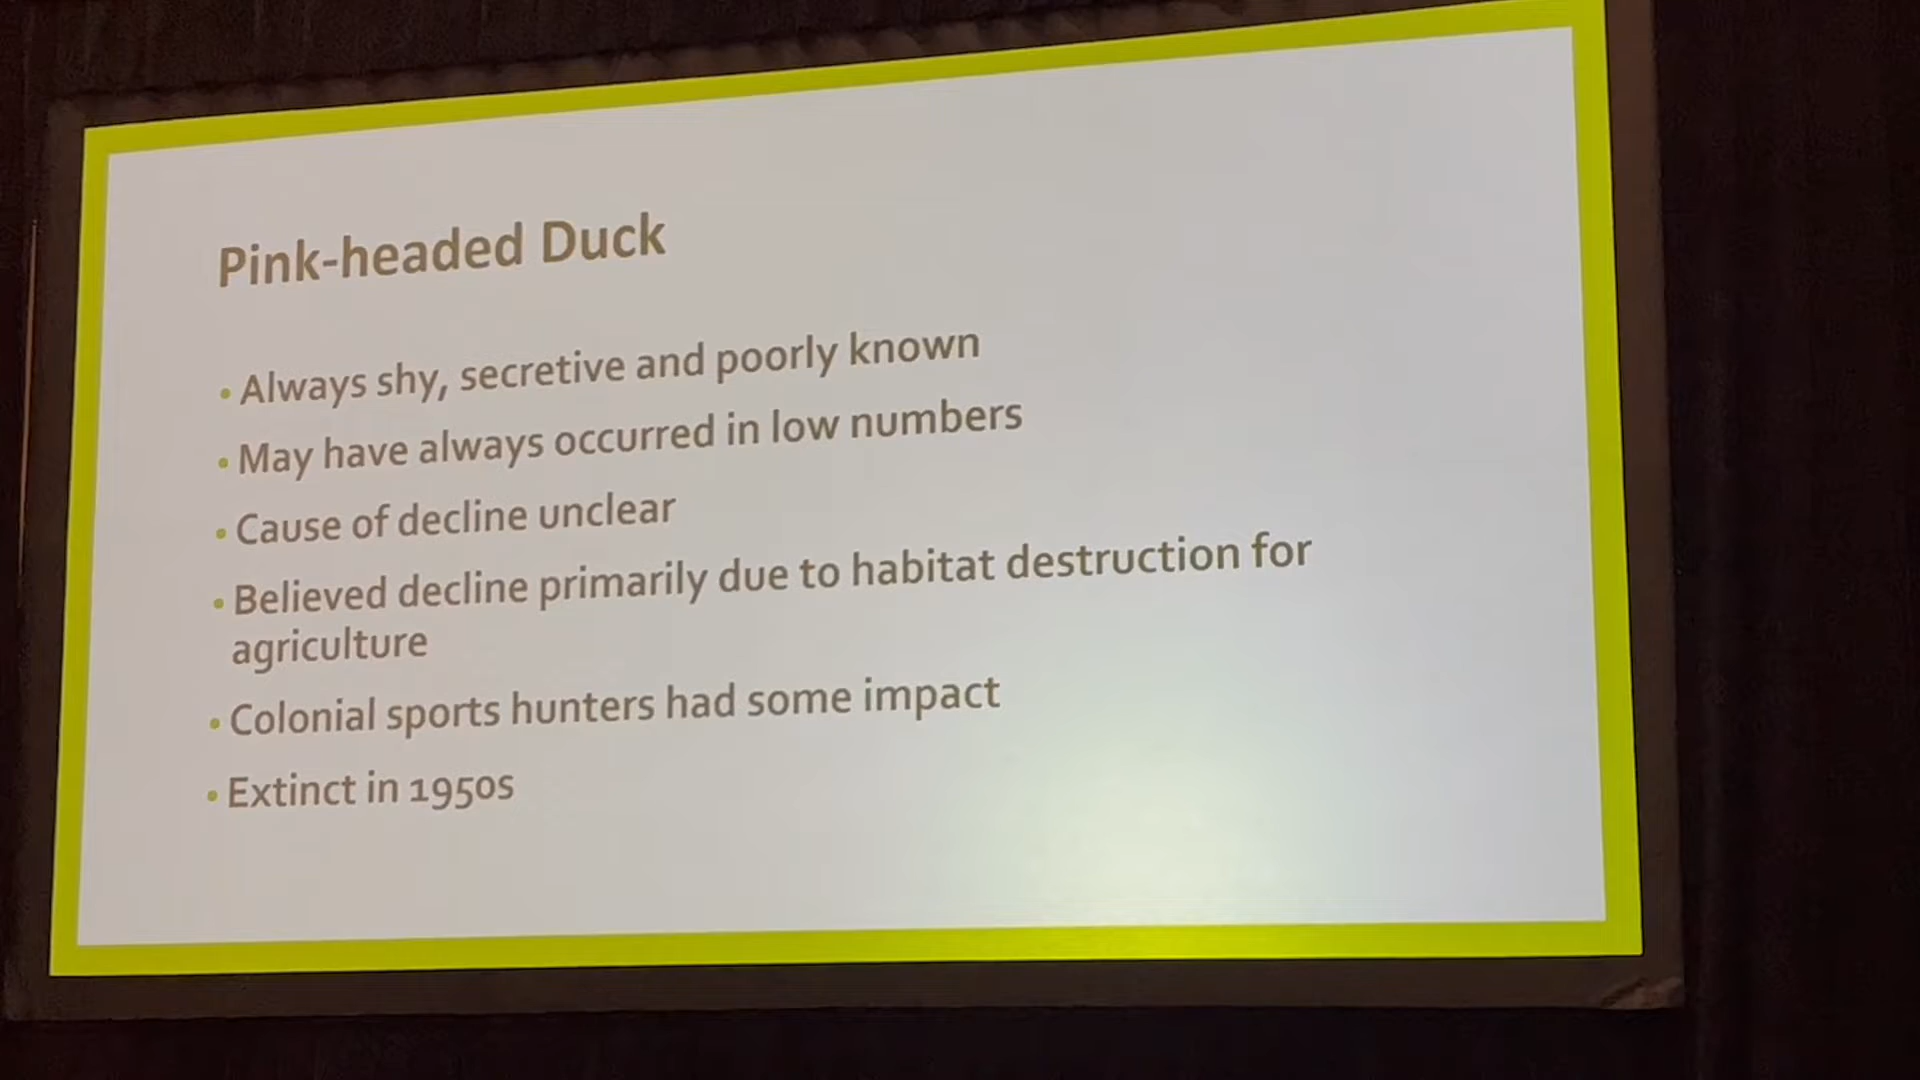 Pink-headed Duck
• Always shy, secretive and poorly known
• May have always occurred in low numbers
• Cause of decline unclear
• Believed decline primarily due to habitat destruction for
agriculture
• Colonial sports hunters had some impact
• Extinct in 1950s